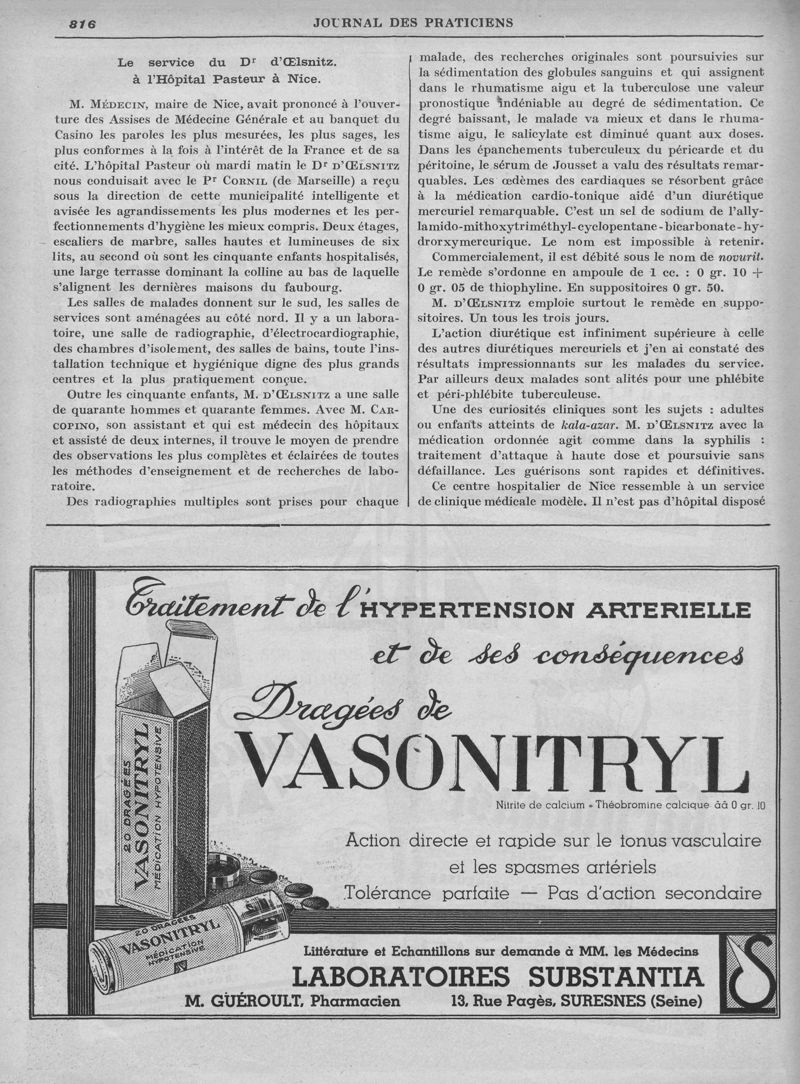 816
JOURNAL DES PRATICIENS
Le service du Dr d'Œlsnitz.
à l'Hôpital Pasteur à Nice.
M. MÉDECIN, maire de Nice, avait prononcé à l'ouver-
ture des Assises de Médecine Générale et au banquet du
Casino les paroles les plus mesurées, les plus sages, les
plus conformes à la fois à l'intérêt de la France et de sa
cité. L'hôpital Pasteur où mardi matin le Dr D'ŒLSNITZ
nous conduisait avec le Pr CORNIL (de Marseille) a reçu
sous la direction de cette municipalité intelligente et
avisée les agrandissements les plus modernes et les per-
fectionnements d'hygiène les mieux compris. Deux étages,
escaliers de marbre, salles hautes et lumineuses de six
lits, au second où sont les cinquante enfants hospitalisés,
une large terrasse dominant la colline au bas de laquelle
s'alignent les dernières maisons du faubourg.
Les salles de malades donnent sur le sud, les salles de
services sont aménagées au côté nord. Il y a un labora-
toire, une salle de radiographie, d'électrocardiographie,
des chambres d'isolement, des salles de bains, toute l'ins-
tallation technique et hygiénique digne des plus grands
centres et la plus pratiquement conçue.
Outre les cinquante enfants, M. D'ŒLSNITZ a une salle
de quarante hommes et quarante femmes. Avec M. CAR-
COPINO, son assistant et qui est médecin des hôpitaux
et assisté de deux internes, il trouve le moyen de prendre
des observations les plus complètes et éclairées de toutes
les méthodes d'enseignement et de recherches de labo-
ratoire.
Des radiographies multiples sont prises pour chaque
malade, des recherches originales sont poursuivies sur
la sédimentation des globules sanguins et qui assignent
dans le rhumatisme aigu et la tuberculose une valeur
pronostique indéniable au degré de sédimentation. Ce
degré baissant, le malade va mieux et dans le rhuma-
tisme aigu, le salicylate est diminué quant aux doses.
Dans les épanchements tuberculeux du péricarde et du
péritoine, le sérum de Jousset a valu des résultats remar-
quables. Les œdèmes des cardiaques se résorbent grâce
à la médication cardio-tonique aidé d'un diurétique
mercuriel remarquable. C'est un sel de sodium de l'ally-
lamido-mithoxytriméthyl-cyclopentane-bicarbonate-hy-
drorxymercurique. Le nom est impossible à retenir.
Commercialement, il est débité sous le nom de novurit.
Le remède s'ordonne en ampoule de 1 cc. : 0 gr. 10 +
0 gr. 05 de thiophyline. En suppositoires 0 gr. 50.
M. D'ŒLSNITZ emploie surtout le remède en suppo-
sitoires. Un tous les trois jours.
L'action diurétique est infiniment supérieure à celle
des autres diurétiques mercuriels et j'en ai constaté des
résultats impressionnants sur les malades du service.
Par ailleurs deux malades sont alités pour une phlébite
et péri-phlébite tuberculeuse.
Une des curiosités cliniques sont les sujets : adultes
ou enfants atteints de kala-azar. M. D'ŒLSNITZ avec la
médication ordonnée agit comme dans la syphilis :
traitement d'attaque à haute dose et poursuivie sans
défaillance. Les guérisons sont rapides et définitives.
Ce centre hospitalier de Nice ressemble à un service
de clinique médicale modèle. Il n'est pas d'hôpital disposé
Traitement de l'HYPERTENSION ARTERIELLE
et de ses conséquences
Dragées de
VASONITRYL
Nitrite de calcium - Théobromine calcique ââ 0 gr. 10
Action directe et rapide sur le tonus vasculaire
et les spasmes artériels
Tolérance parfaite — Pas d'action secondaire
20 DRAGÉES
VASONITRYL
MÉDICATION HYPOTENSIVE
20 DRAGÉES
VASONITRYL
MÉDICATION
HYPOTENSIVE
Littérature et Echantillons sur demande à MM. les Médecins
LABORATOIRES SUBSTANTIA
M. GUÉROULT, Pharmacien 13, Rue Pagès, SURESNES (Seine)
S